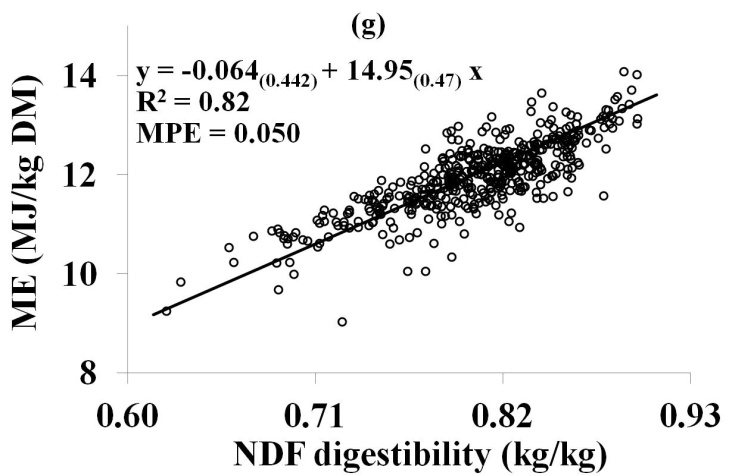 (g)
y = -0.064(0.442) + 14.95(0.47) x
R² = 0.82
MPE = 0.050
ME (MJ/kg DM)
14
12
10
8
0.60 0.71 0.82 0.93
NDF digestibility (kg/kg)